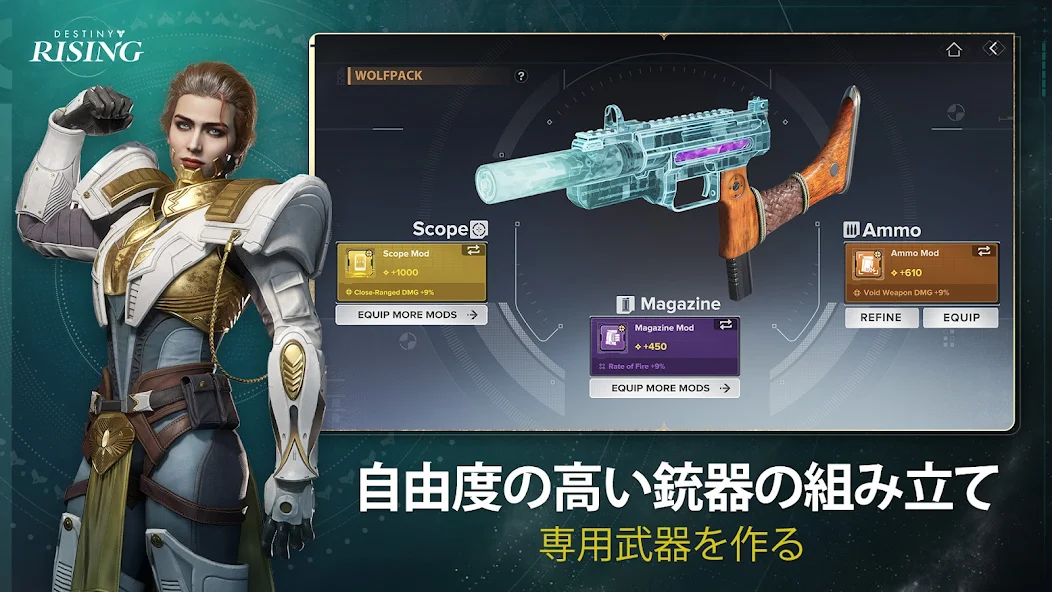 DESTINY
RISING
WOLFPACK
?
Scope
Scope Mod
+1000
Close-Ranged DMG +9%
EQUIP MORE MODS
Magazine
Magazine Mod
+450
Rate of Fire +9%
EQUIP MORE MODS
Ammo
Ammo Mod
+610
Void Weapon DMG +9%
REFINE
EQUIP
自由度の高い銃器の組み立て
専用武器を作る